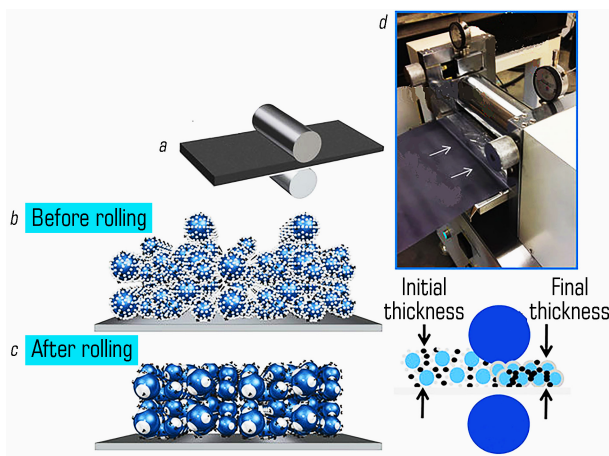 a
b
Before rolling
c
After rolling
d
Initial
thickness
Final
thickness